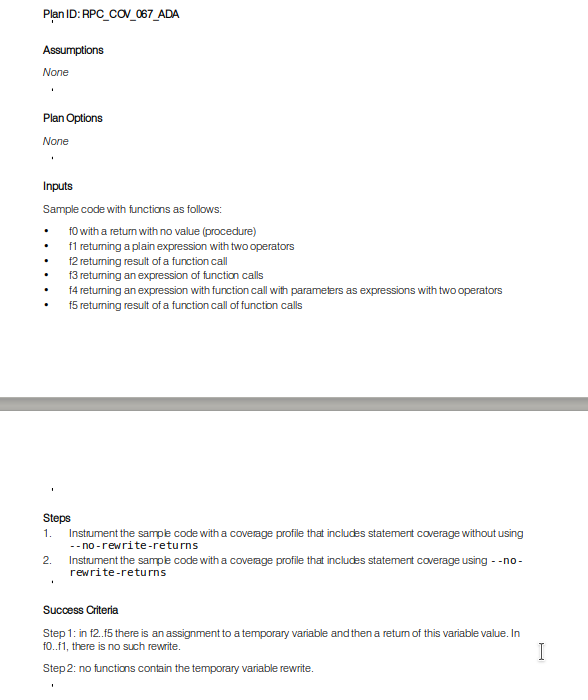 Plan ID: RPC_COV_067_ADA
Assumptions
None
Plan Options
None
Inputs
Sample code with functions as follows:
• f0 with a return with no value (procedure)
• f1 returning a plain expression with two operators
• f2 returning result of a function call
• f3 returning an expression of function calls
• f4 returning an expression with function call with parameters as expressions with two operators
• f5 returning result of a function call of function calls
Steps
1. Instrument the sample code with a coverage profile that includes statement coverage without using
--no-rewrite-returns
2. Instrument the sample code with a coverage profile that includes statement coverage using --no-
rewrite-returns
Success Criteria
Step 1: in f2..f5 there is an assignment to a temporary variable and then a return of this variable value. In
f0..f1, there is no such rewrite.
Step 2: no functions contain the temporary variable rewrite.